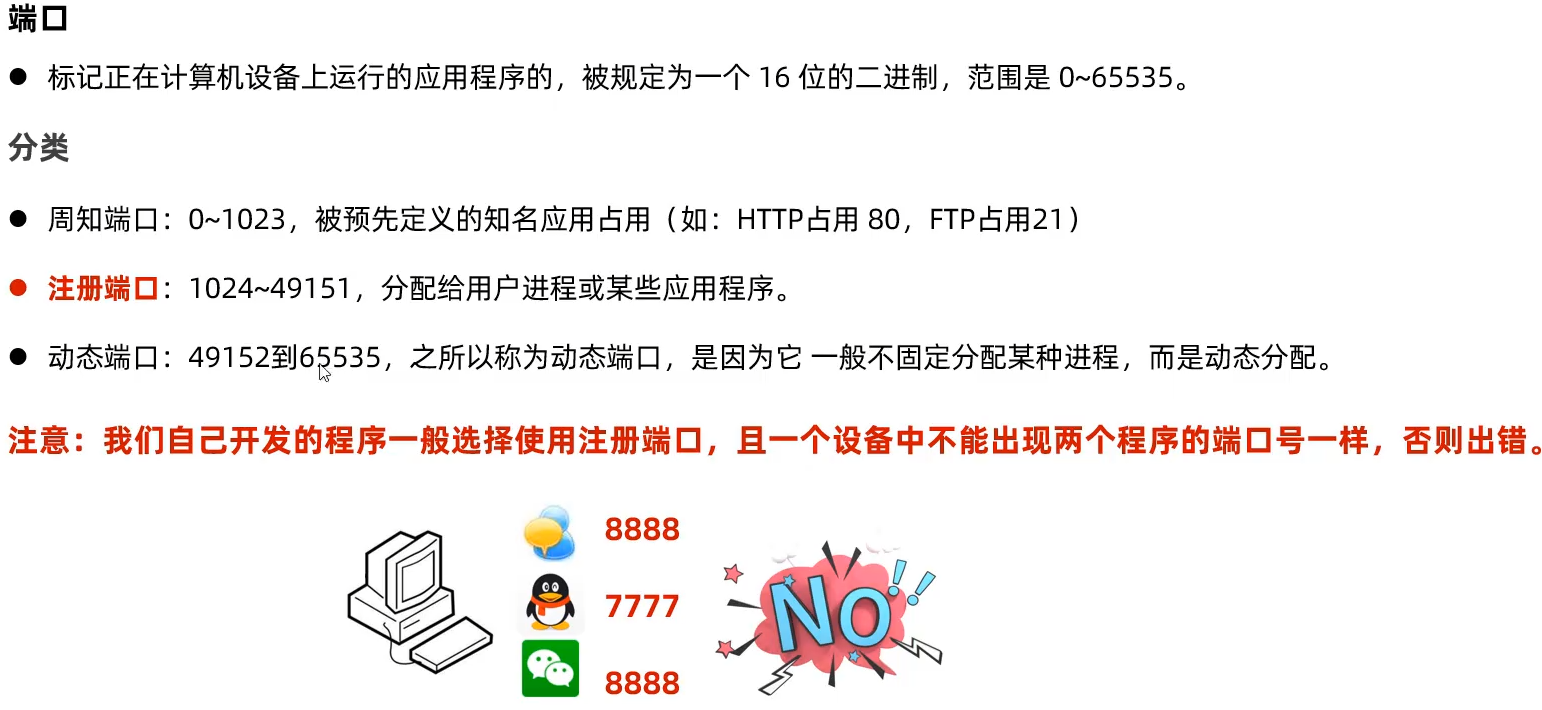 端口
● 标记正在计算机设备上运行的应用程序的，被规定为一个 16 位的二进制，范围是 0~65535。
分类
● 周知端口：0~1023，被预先定义的知名应用占用（如：HTTP占用 80，FTP占用21）
● 注册端口：1024~49151，分配给用户进程或某些应用程序。
● 动态端口：49152到65535，之所以称为动态端口，是因为它 一般不固定分配某种进程，而是动态分配。
注意：我们自己开发的程序一般选择使用注册端口，且一个设备中不能出现两个程序的端口号一样，否则出错。
8888
7777
8888
NO!!